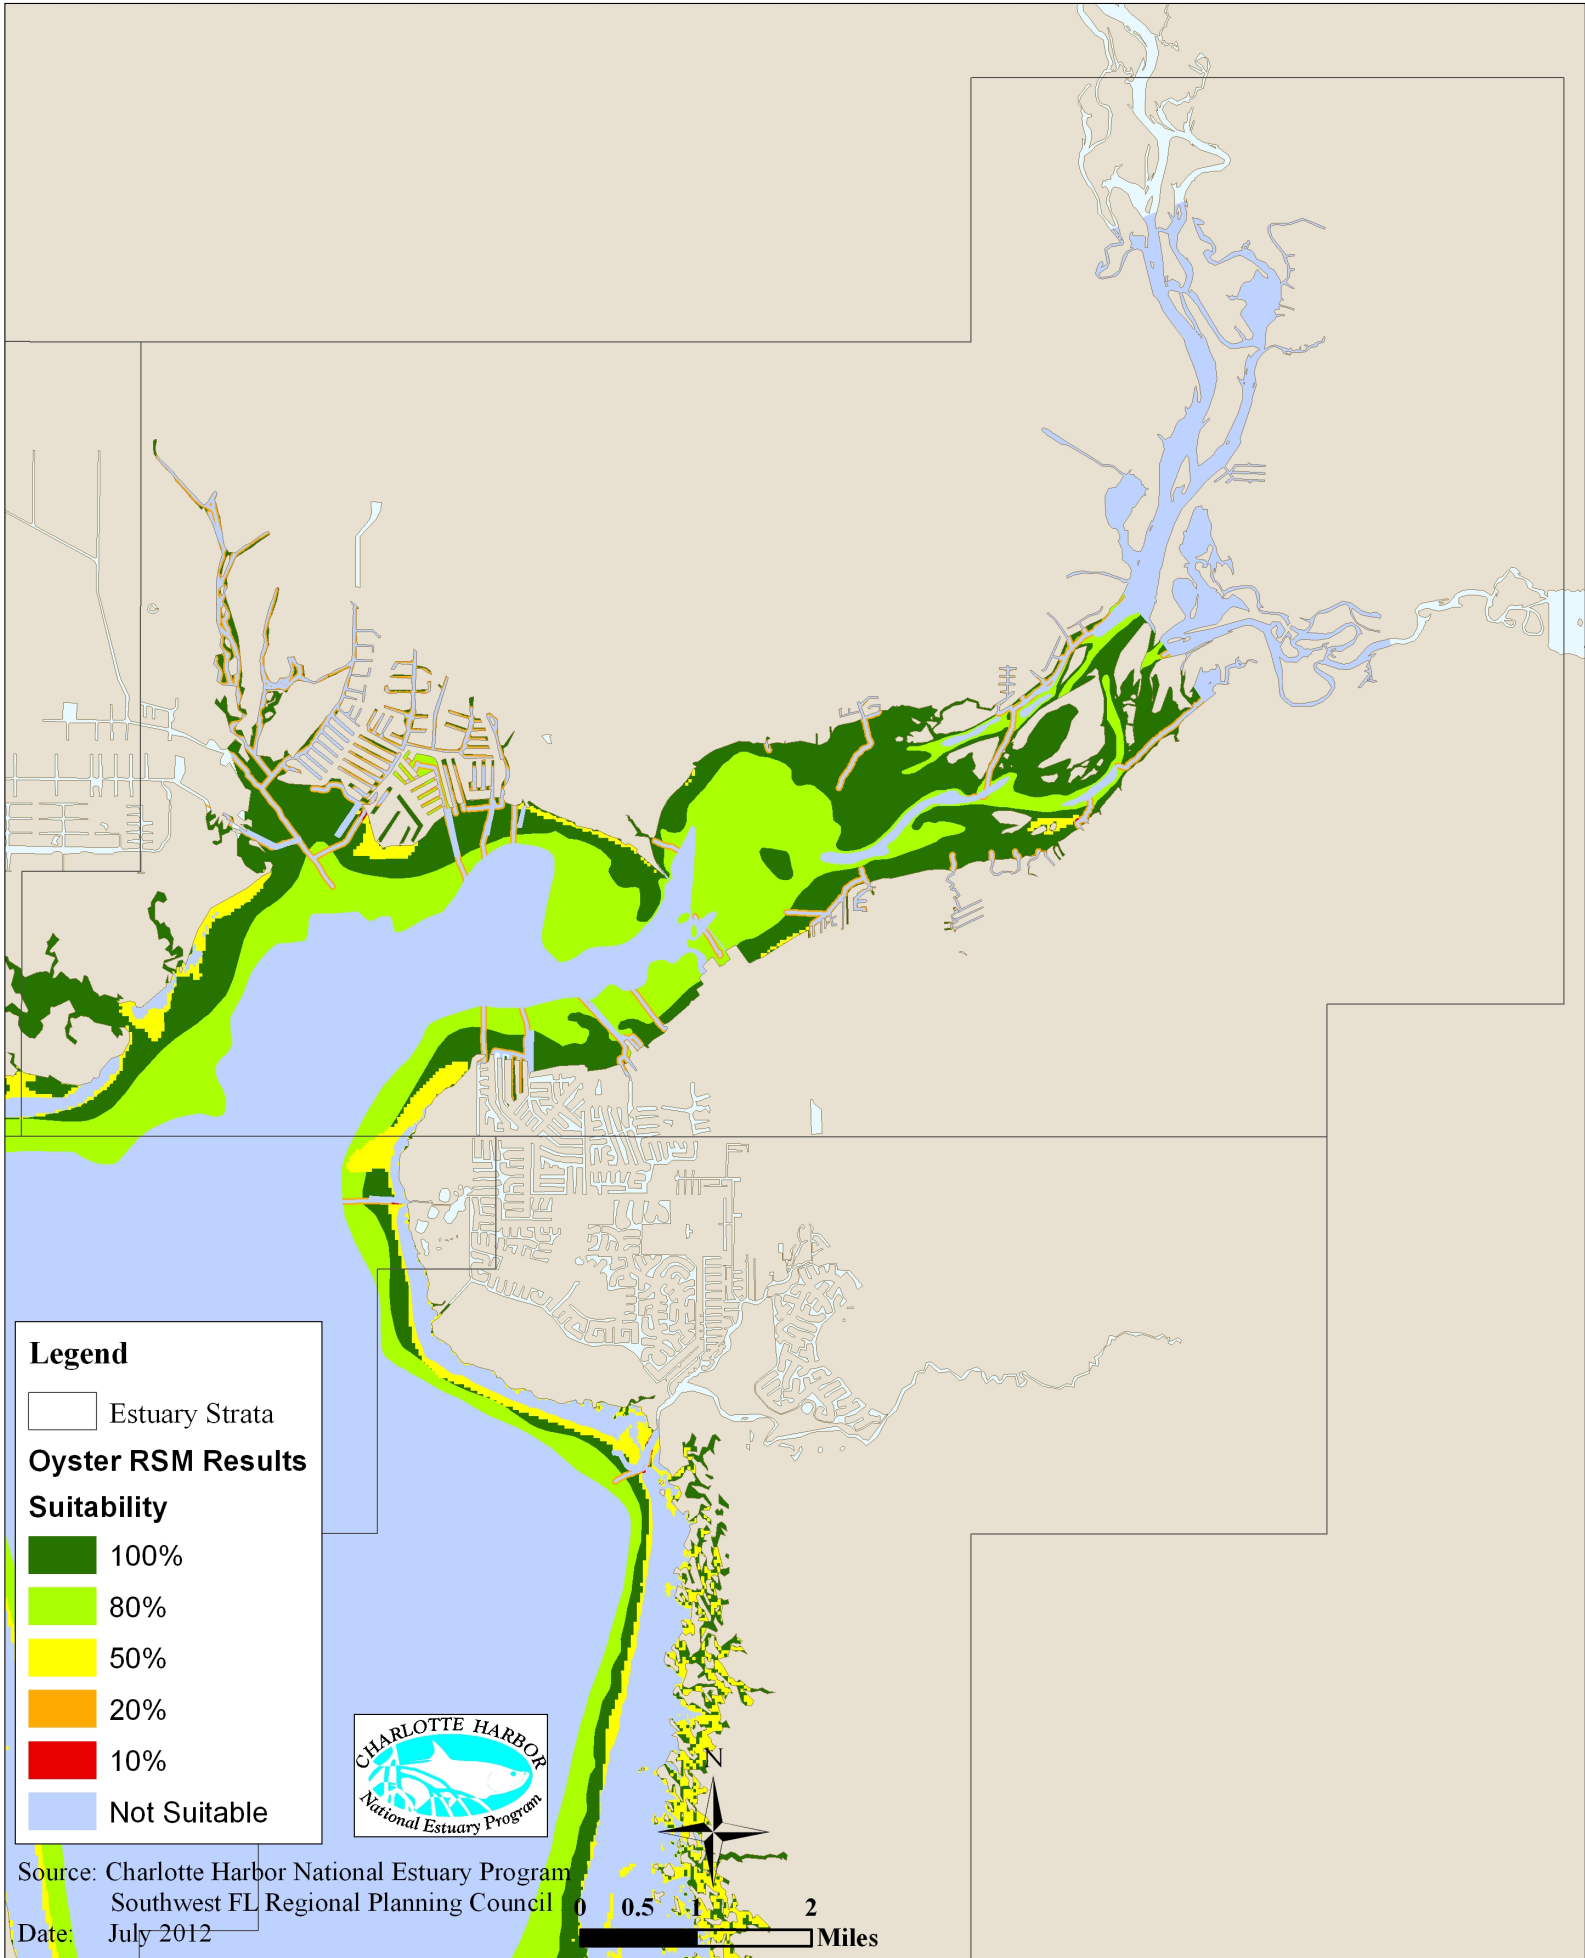 Legend
Estuary Strata
Oyster RSM Results
Suitability
100%
80%
50%
20%
10%
Not Suitable
CHARLOTTE HARBOR
National Estuary Program
N
Source: Charlotte Harbor National Estuary Program
Southwest FL Regional Planning Council
Date: July 2012
0 0.5 1 2
Miles